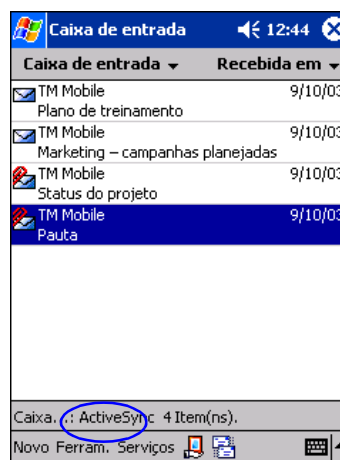 Caixa de entrada 12:44
Caixa de entrada Recebida em
TM Mobile 9/10/03
Plano de treinamento
TM Mobile 9/10/03
Marketing – campanhas planejadas
TM Mobile 9/10/03
Status do projeto
TM Mobile 9/10/03
Pauta
Caixa. .: ActiveSync 4 Item(ns).
Novo Ferram. Serviços